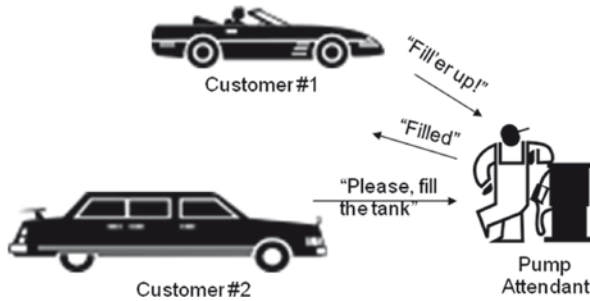 Customer #1
“Fill’er up!”
“Filled”
“Please, fill
the tank”
Customer #2
Pump
Attendant